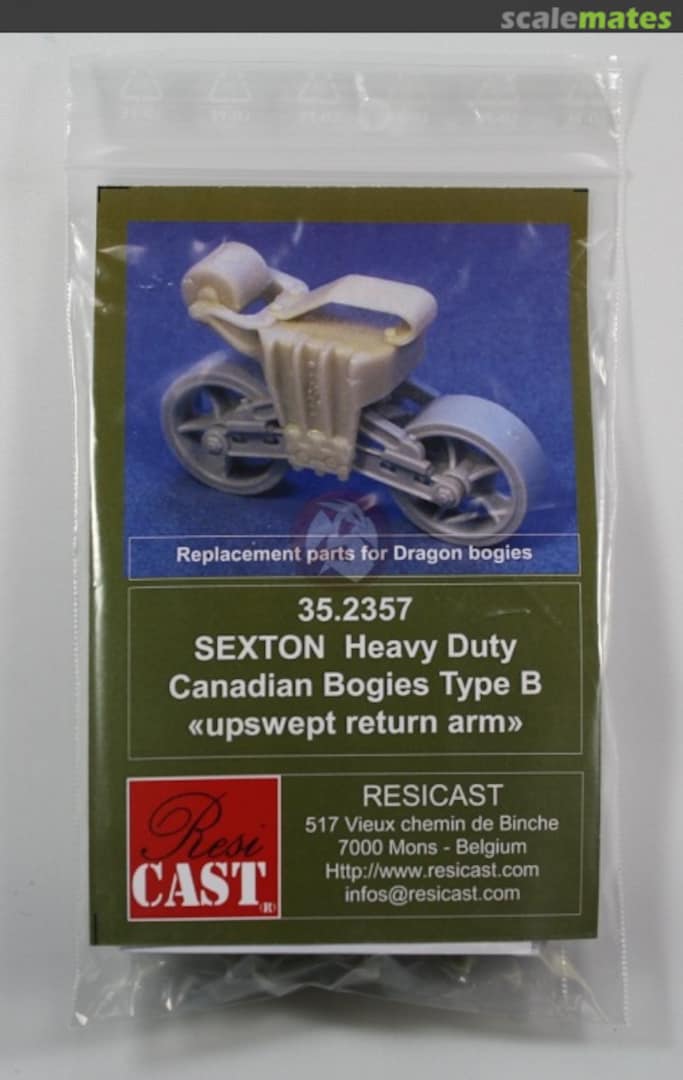 scalemates
Replacement parts for Dragon bogies
35.2357
SEXTON Heavy Duty
Canadian Bogies Type B
«upswept return arm»
Resi
CAST
(R)
RESICAST
517 Vieux chemin de Binche
7000 Mons - Belgium
Http://www.resicast.com
infos@resicast.com